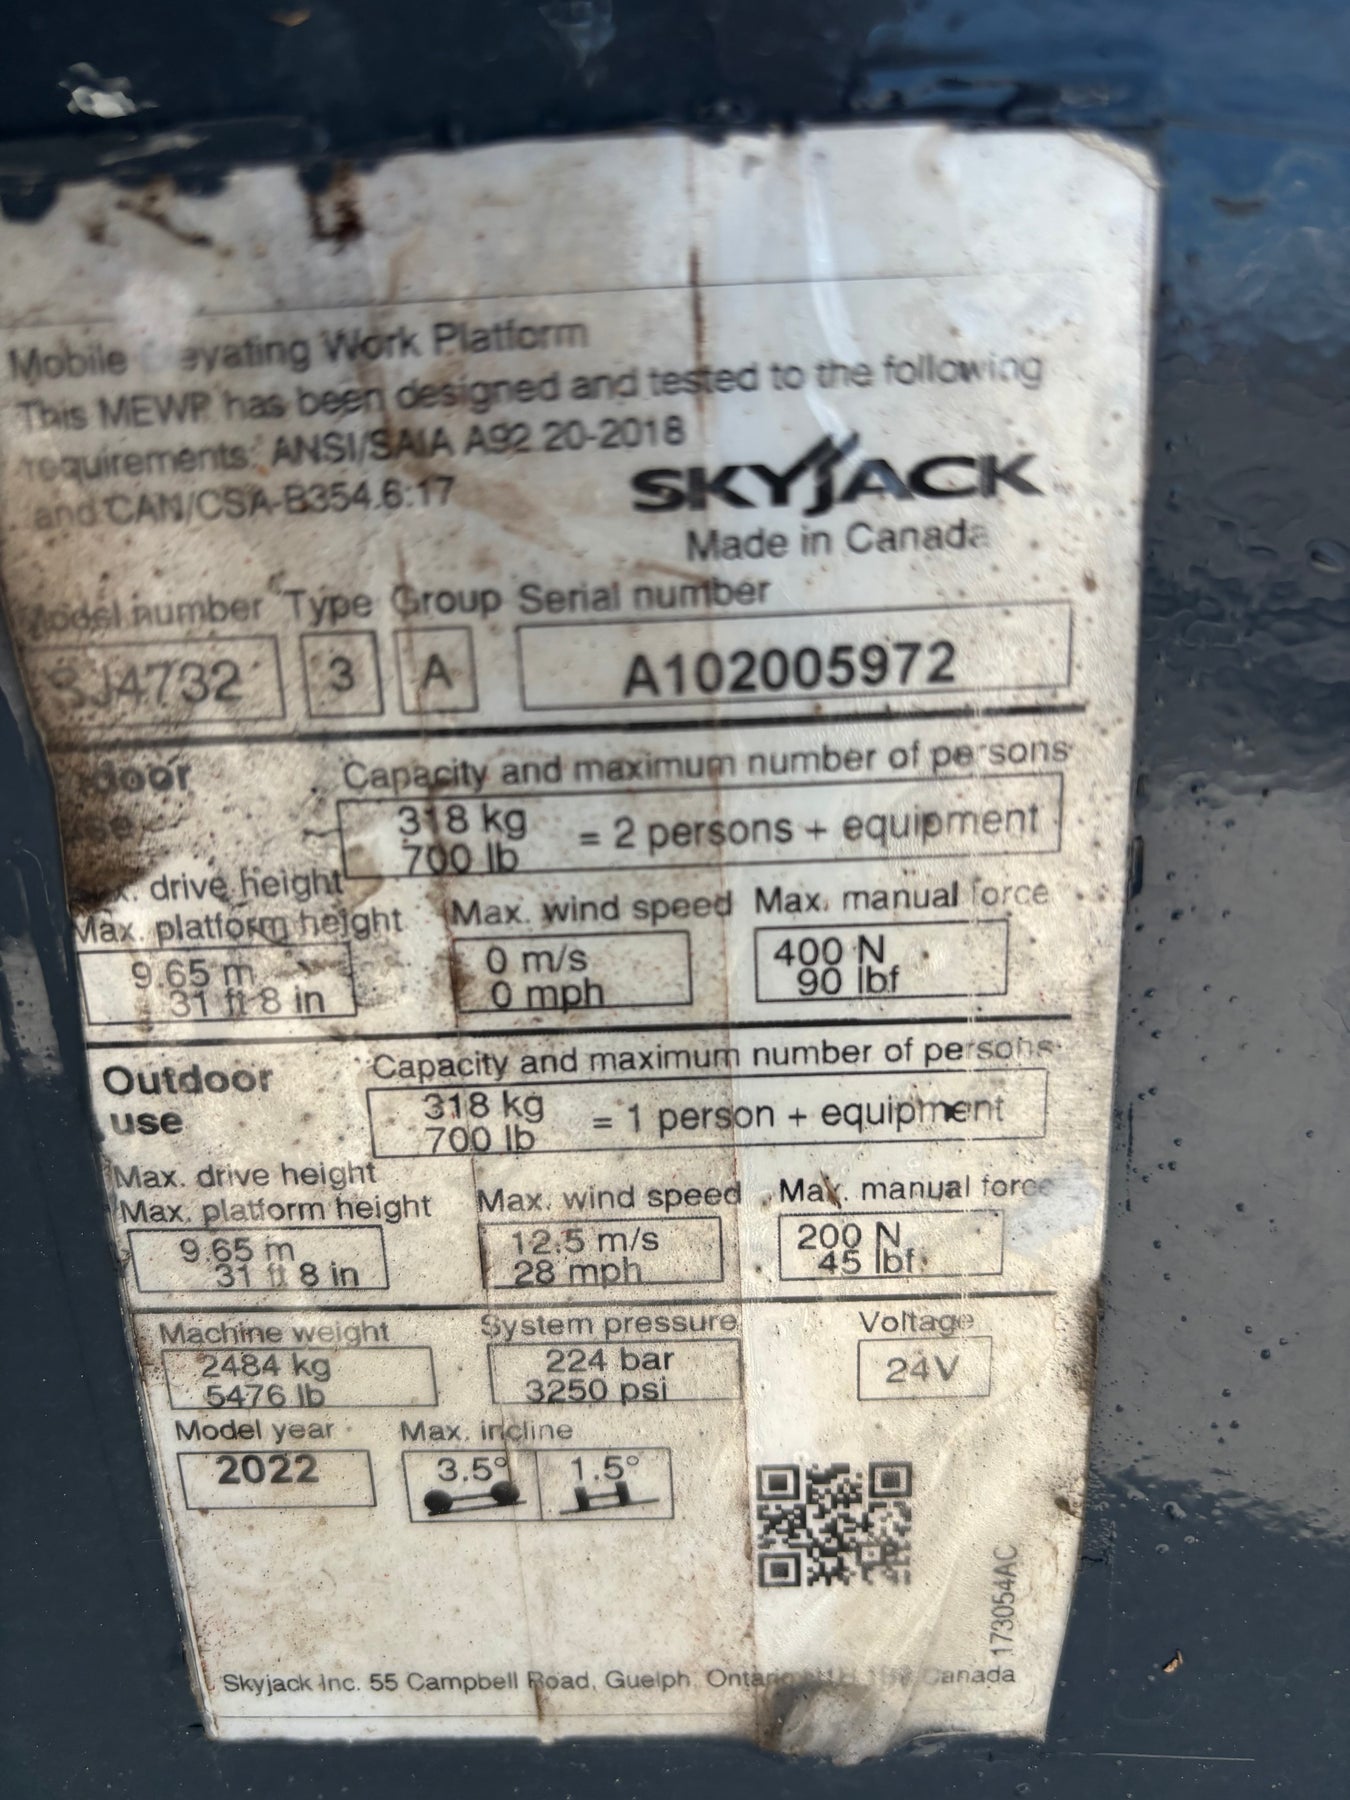 Mobile Elevating Work Platform
This MEWP has been designed and tested to the following
requirements: ANSI/SAIA A92.20-2018
and CAN/CSA-B354.6:17
SKYJACK
Made in Canada
Model number Type Group Serial number
SJ4732 3 A A102005972
Capacity and maximum number of persons
318 kg
700 lb
= 2 persons + equipment
drive height
Max. platform height Max. wind speed Max. manual force
9.65 m 0 m/s 400 N
31 ft 8 in 0 mph 90 lbf
Outdoor
use
Capacity and maximum number of persons
318 kg
700 lb
= 1 person + equipment
Max. drive height
Max. platform height Max. wind speed Max. manual force
9.65 m 12.5 m/s 200 N
31 ft 8 in 28 mph 45 lbf
Machine weight System pressure Voltage
2484 kg 224 bar 24V
5476 lb 3250 psi
Model year Max. incline
2022 3.5° 1.5°
173054AC
Skyjack Inc. 55 Campbell Road, Guelph, Ontario Canada